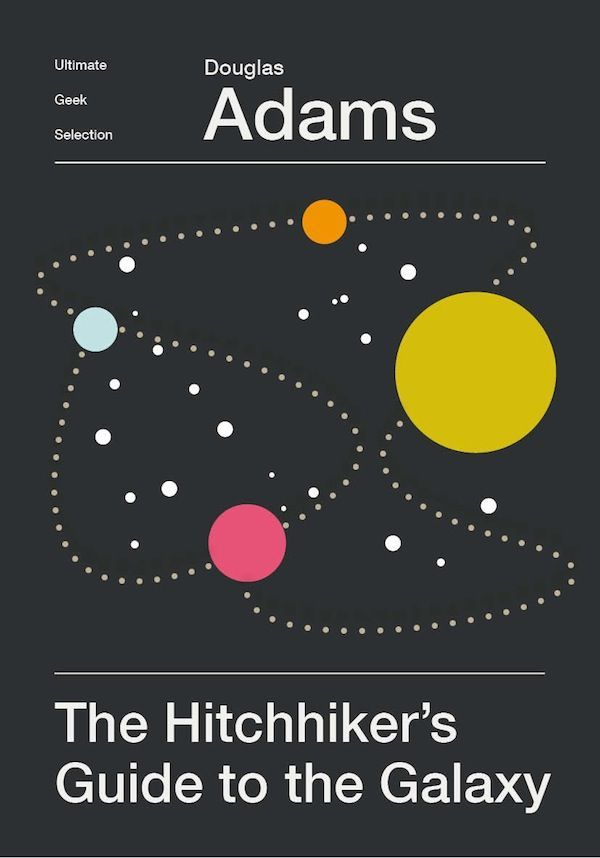 Ultimate
Geek
Selection
Douglas
Adams
The Hitchhiker’s
Guide to the Galaxy